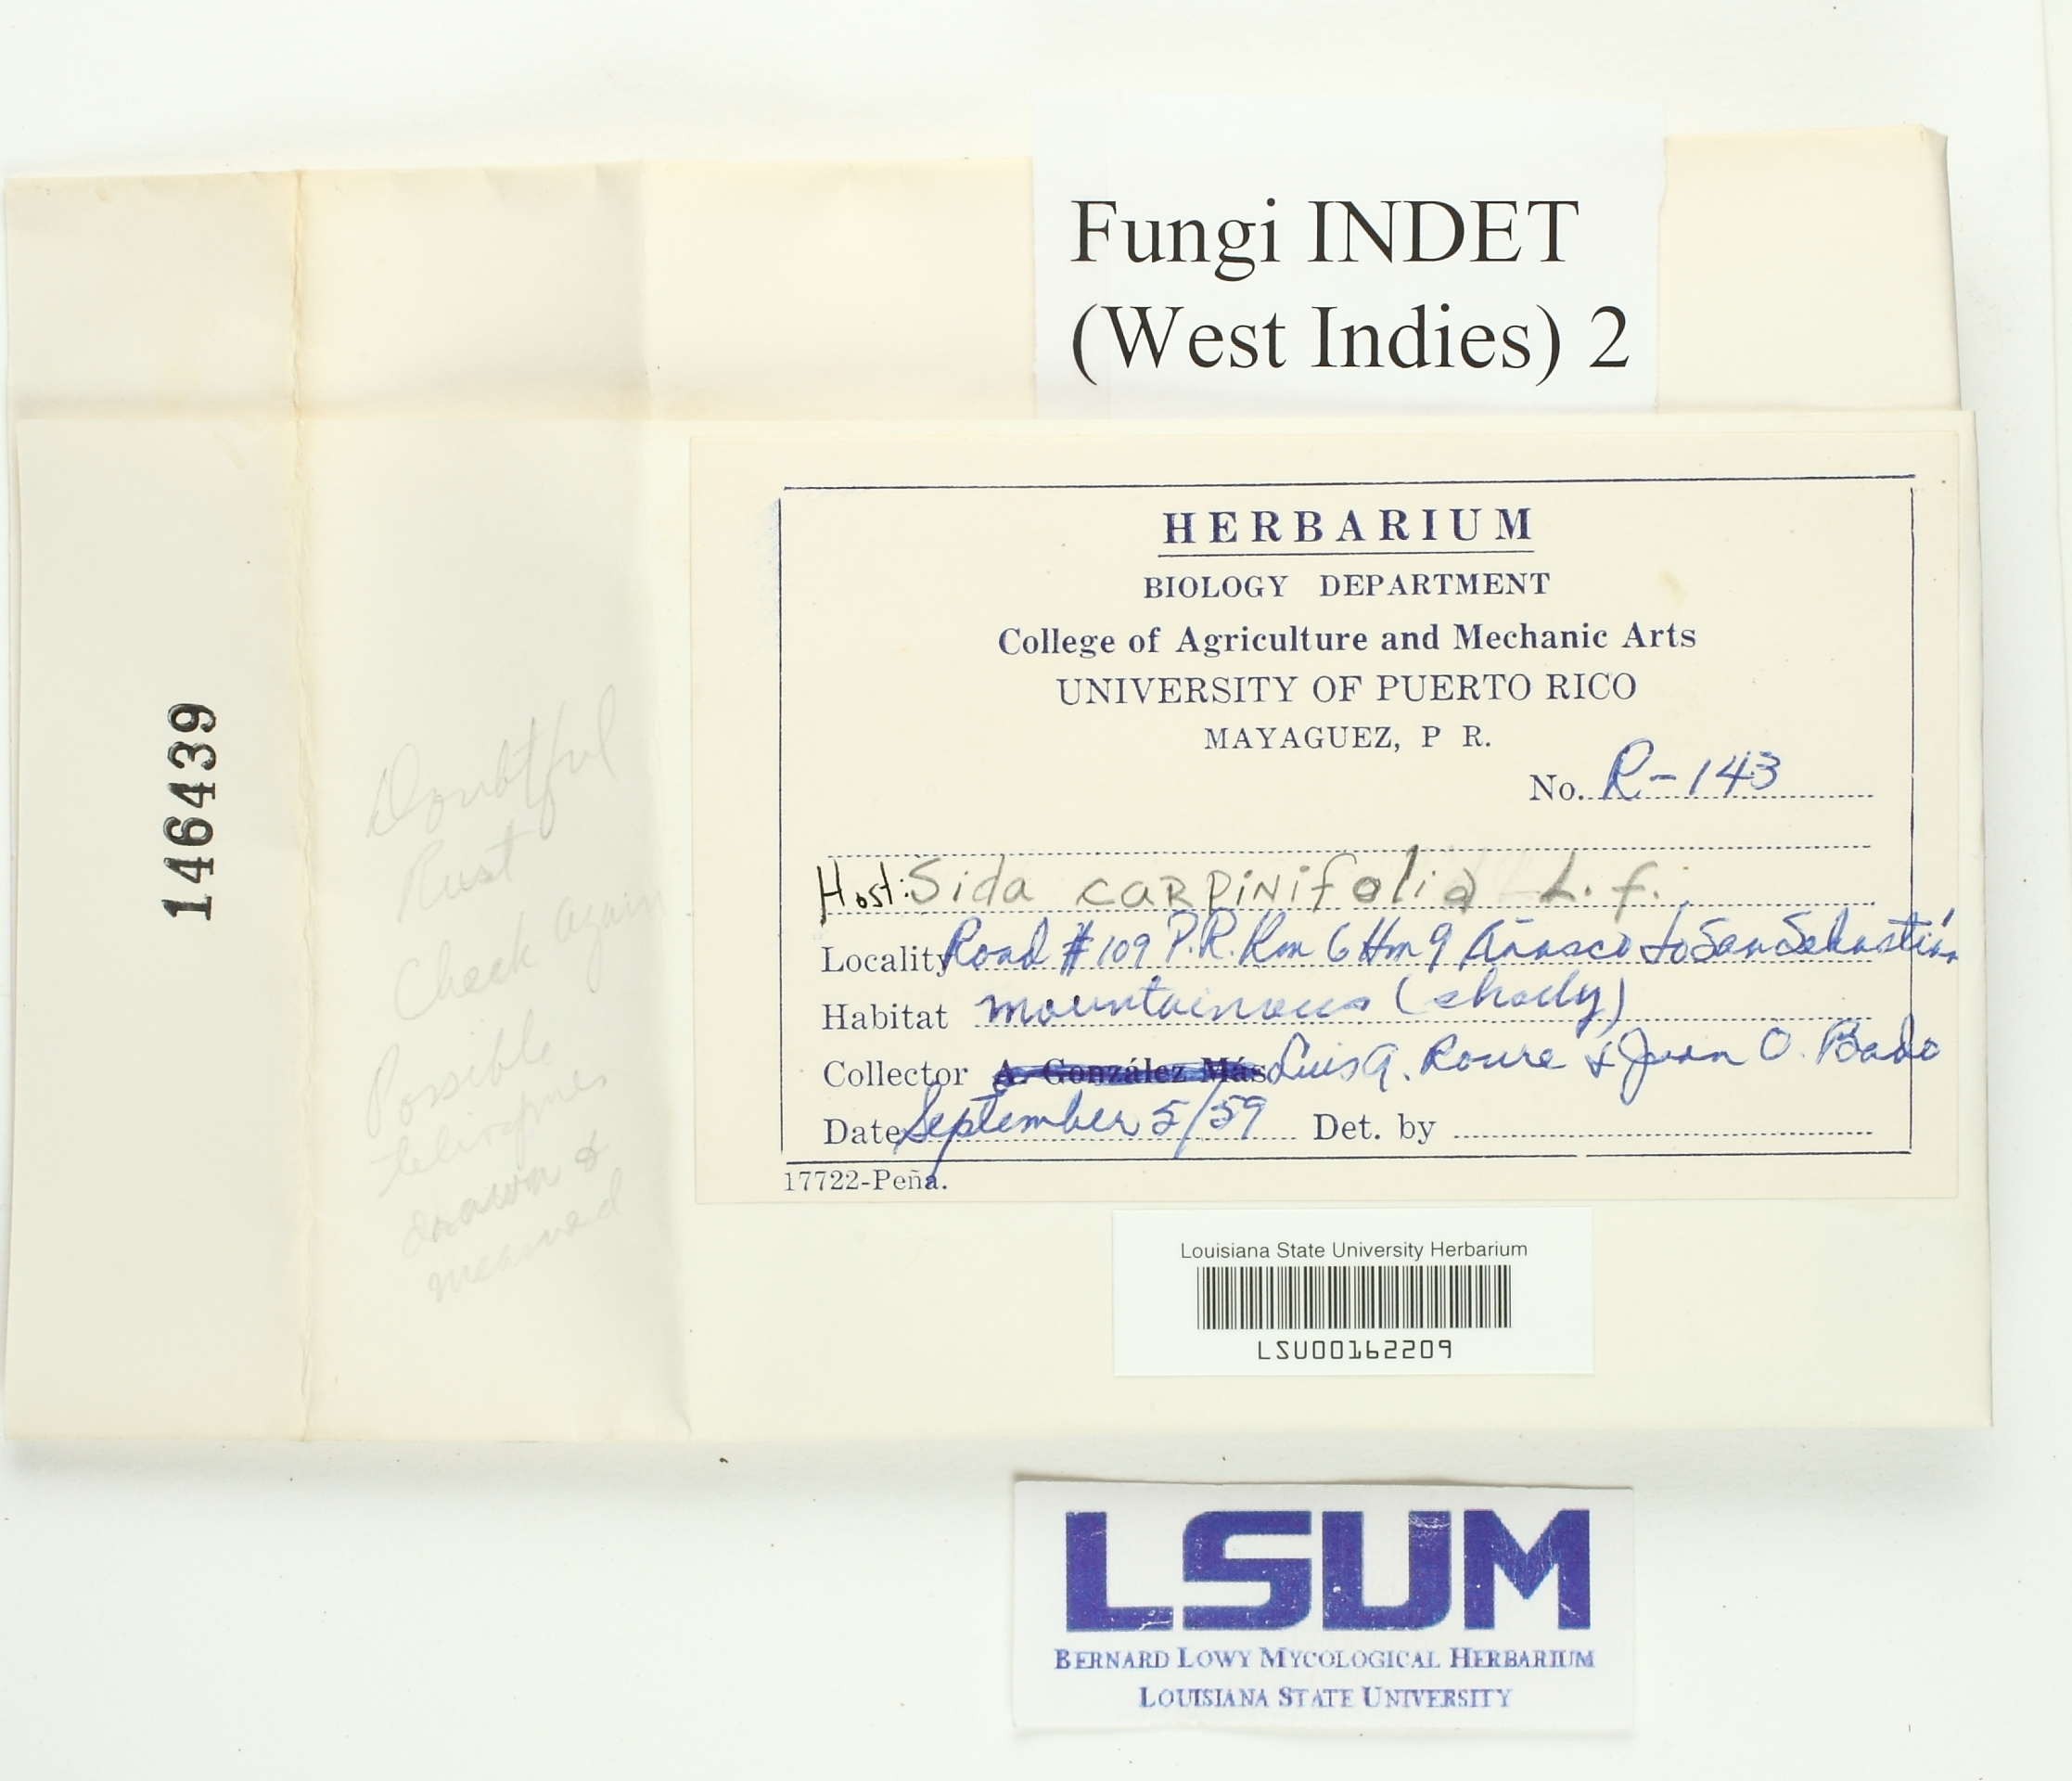 Fungi INDET
(West Indies) 2
HERBARIUM
BIOLOGY DEPARTMENT
College of Agriculture and Mechanic Arts
UNIVERSITY OF PUERTO RICO
MAYAGUEZ, P R.
No. R-143
Host: Sida carpinifolia L. f.
Locality Road #109 P.R. Km 6 Hm 9 Añasco to San Sebastián
Habitat mountainous (shady)
Collector A. González Más Luis A. Roure & Juan O. Bado
Date September 5/59 Det. by
17722-Peña.
146439
Doubtful
Rust
Check again
Possible
teliospores
drawn &
measured
Louisiana State University Herbarium
LSU00162209
LSUM
BERNARD LOWY MYCOLOGICAL HERBARIUM
LOUISIANA STATE UNIVERSITY